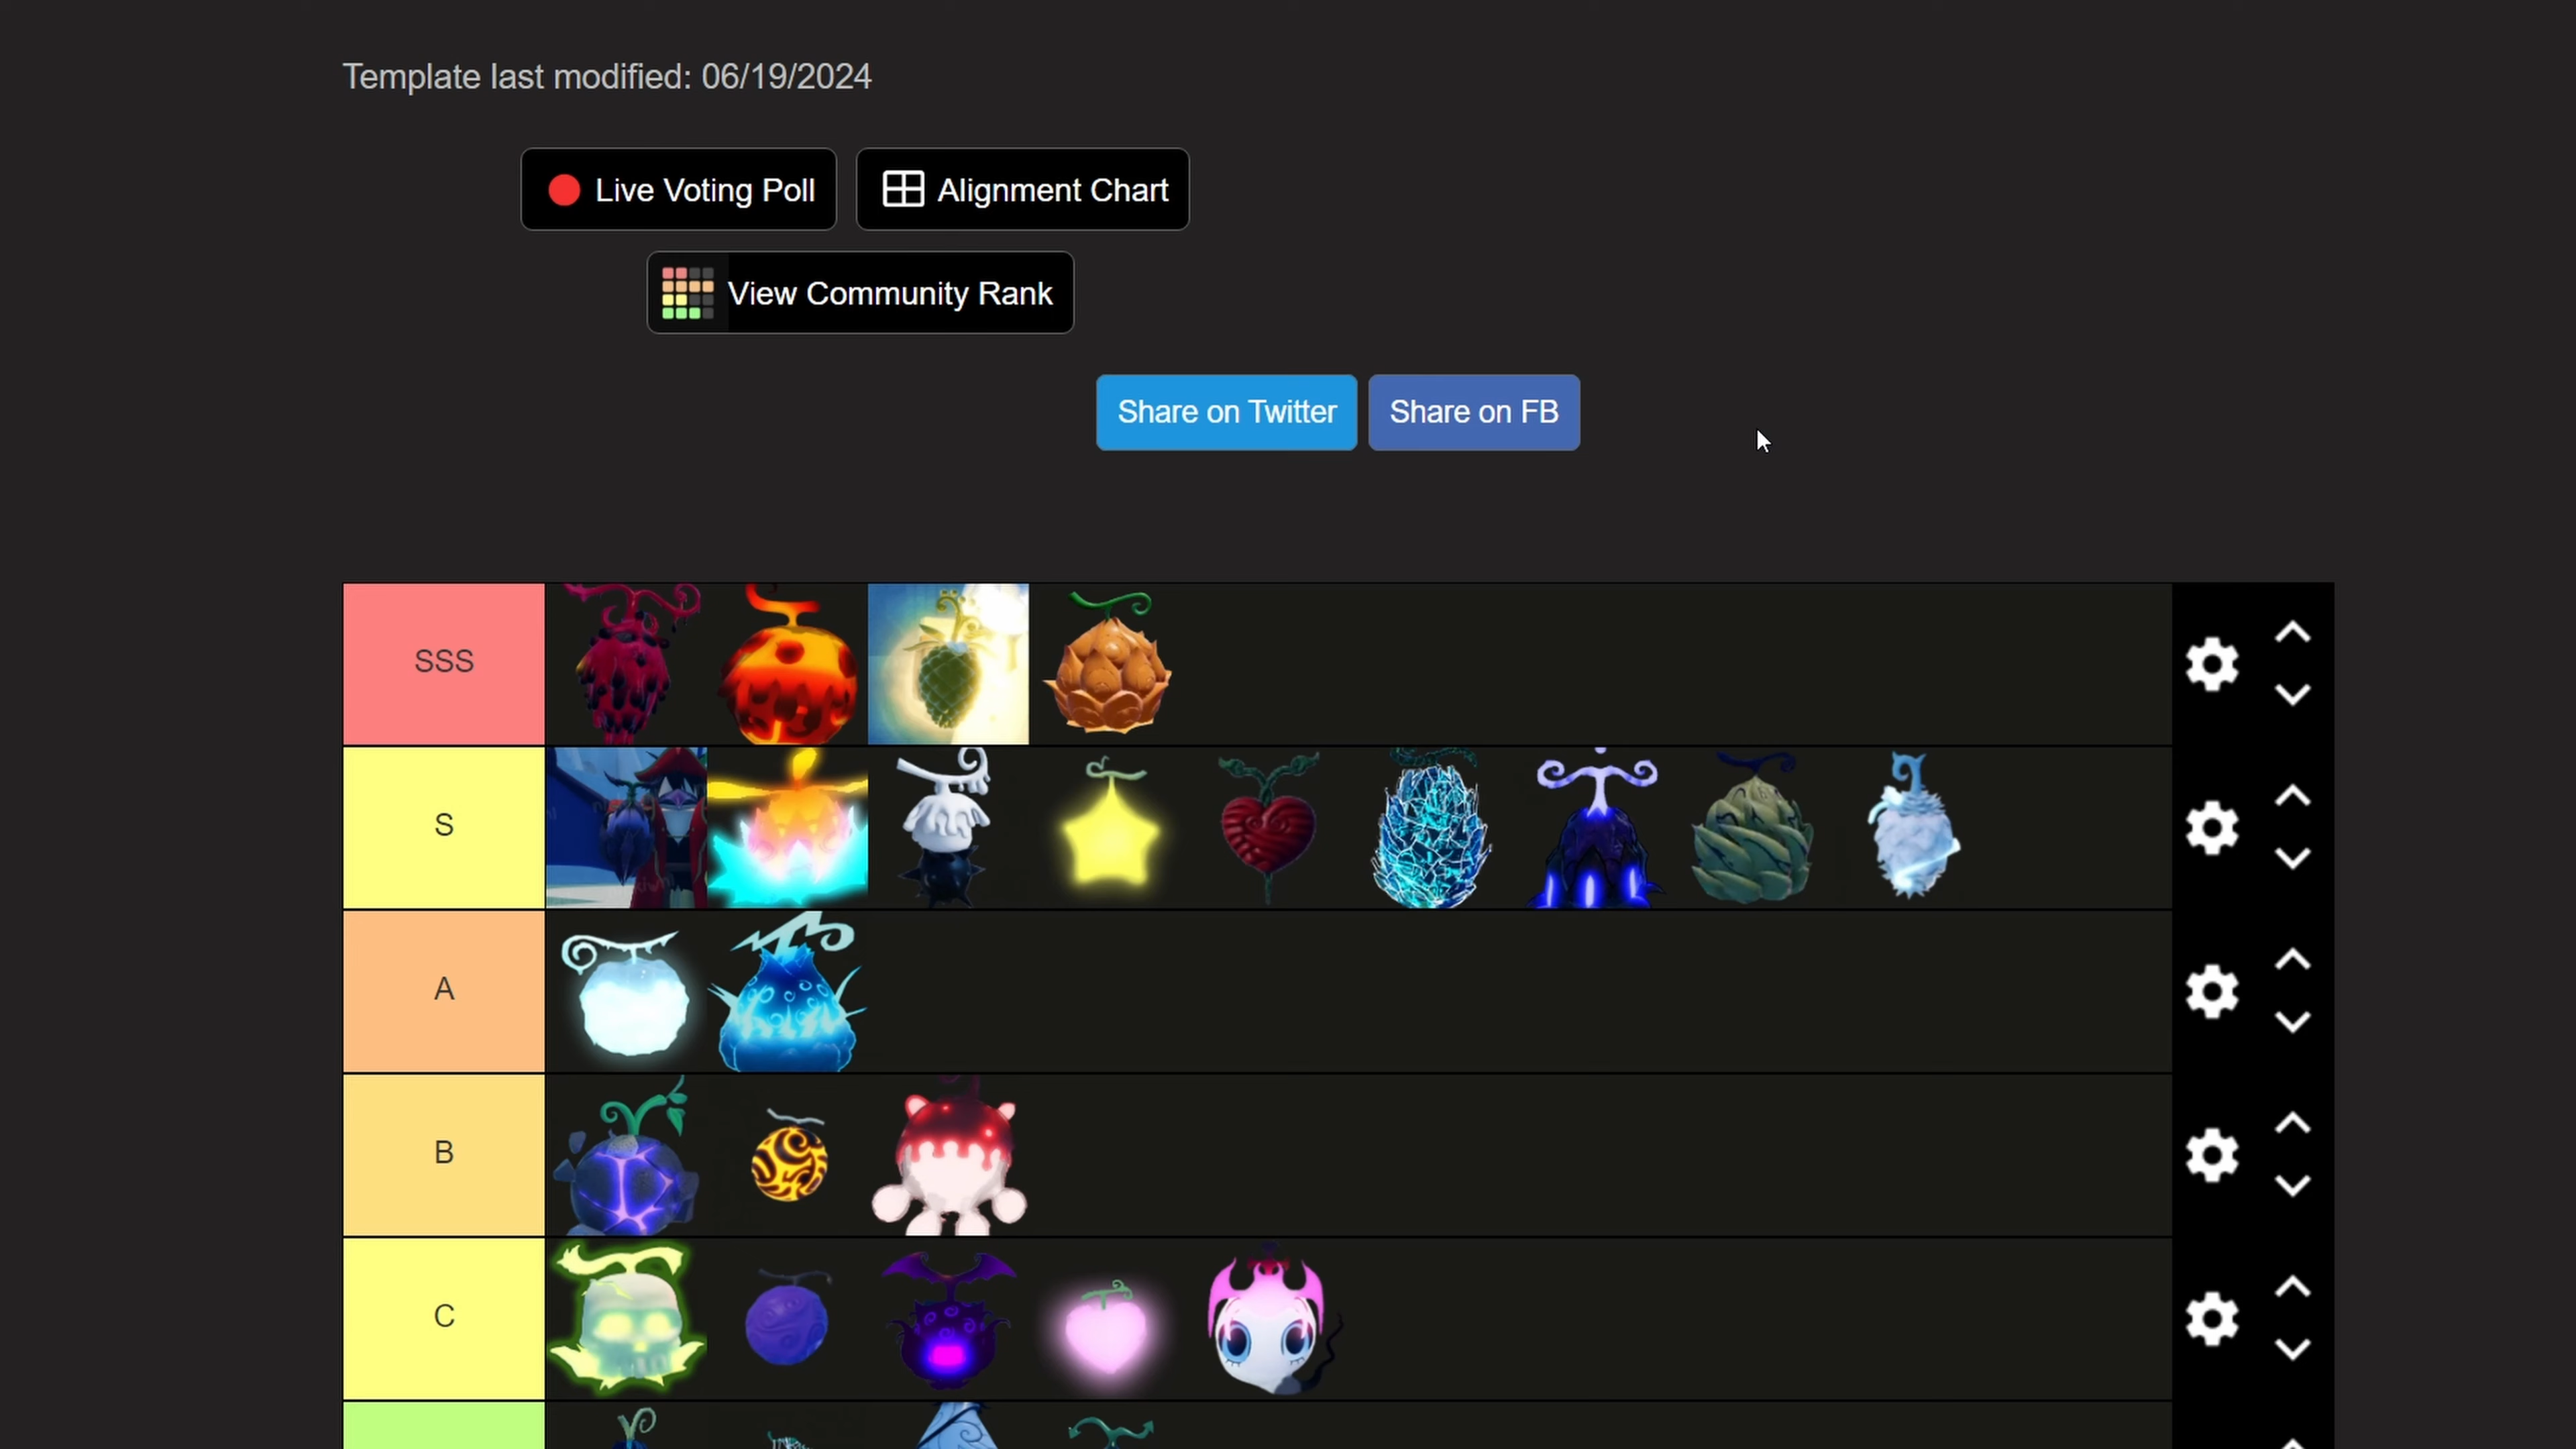 Template last modified: 06/19/2024
Live Voting Poll
Alignment Chart
View Community Rank
Share on Twitter
Share on FB
SSS
S
A
B
C